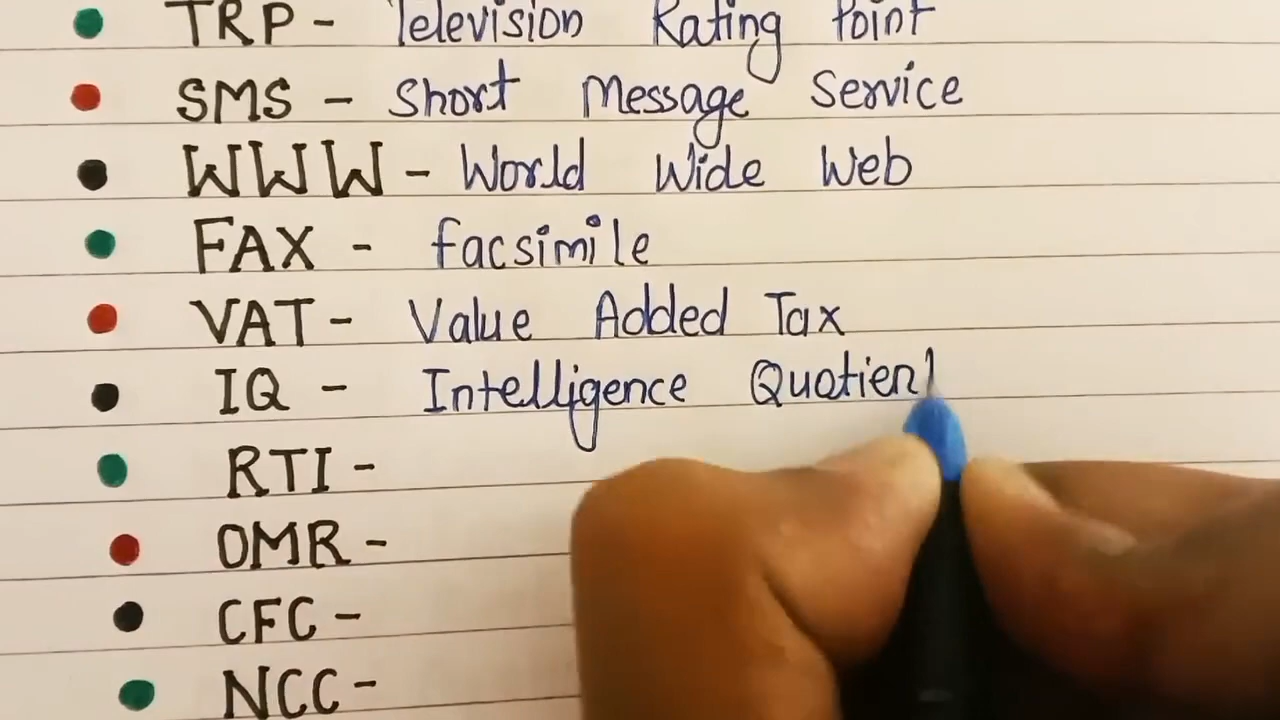 TRP - Television Rating Point
SMS - Short Message Service
WWW - World Wide Web
FAX - facsimile
VAT - Value Added Tax
IQ - Intelligence Quotient
RTI -
OMR -
CFC -
NCC -